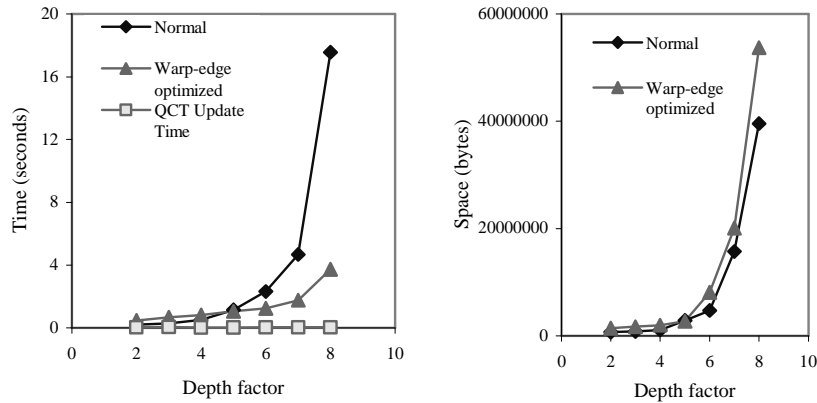 20
16
12
8
4
0
Time (seconds)
Normal
Warp-edge
optimized
QCT Update
Time
0
2
4
6
8
10
Depth factor
60000000
40000000
20000000
0
Space (bytes)
Normal
Warp-edge
optimized
0
2
4
6
8
10
Depth factor